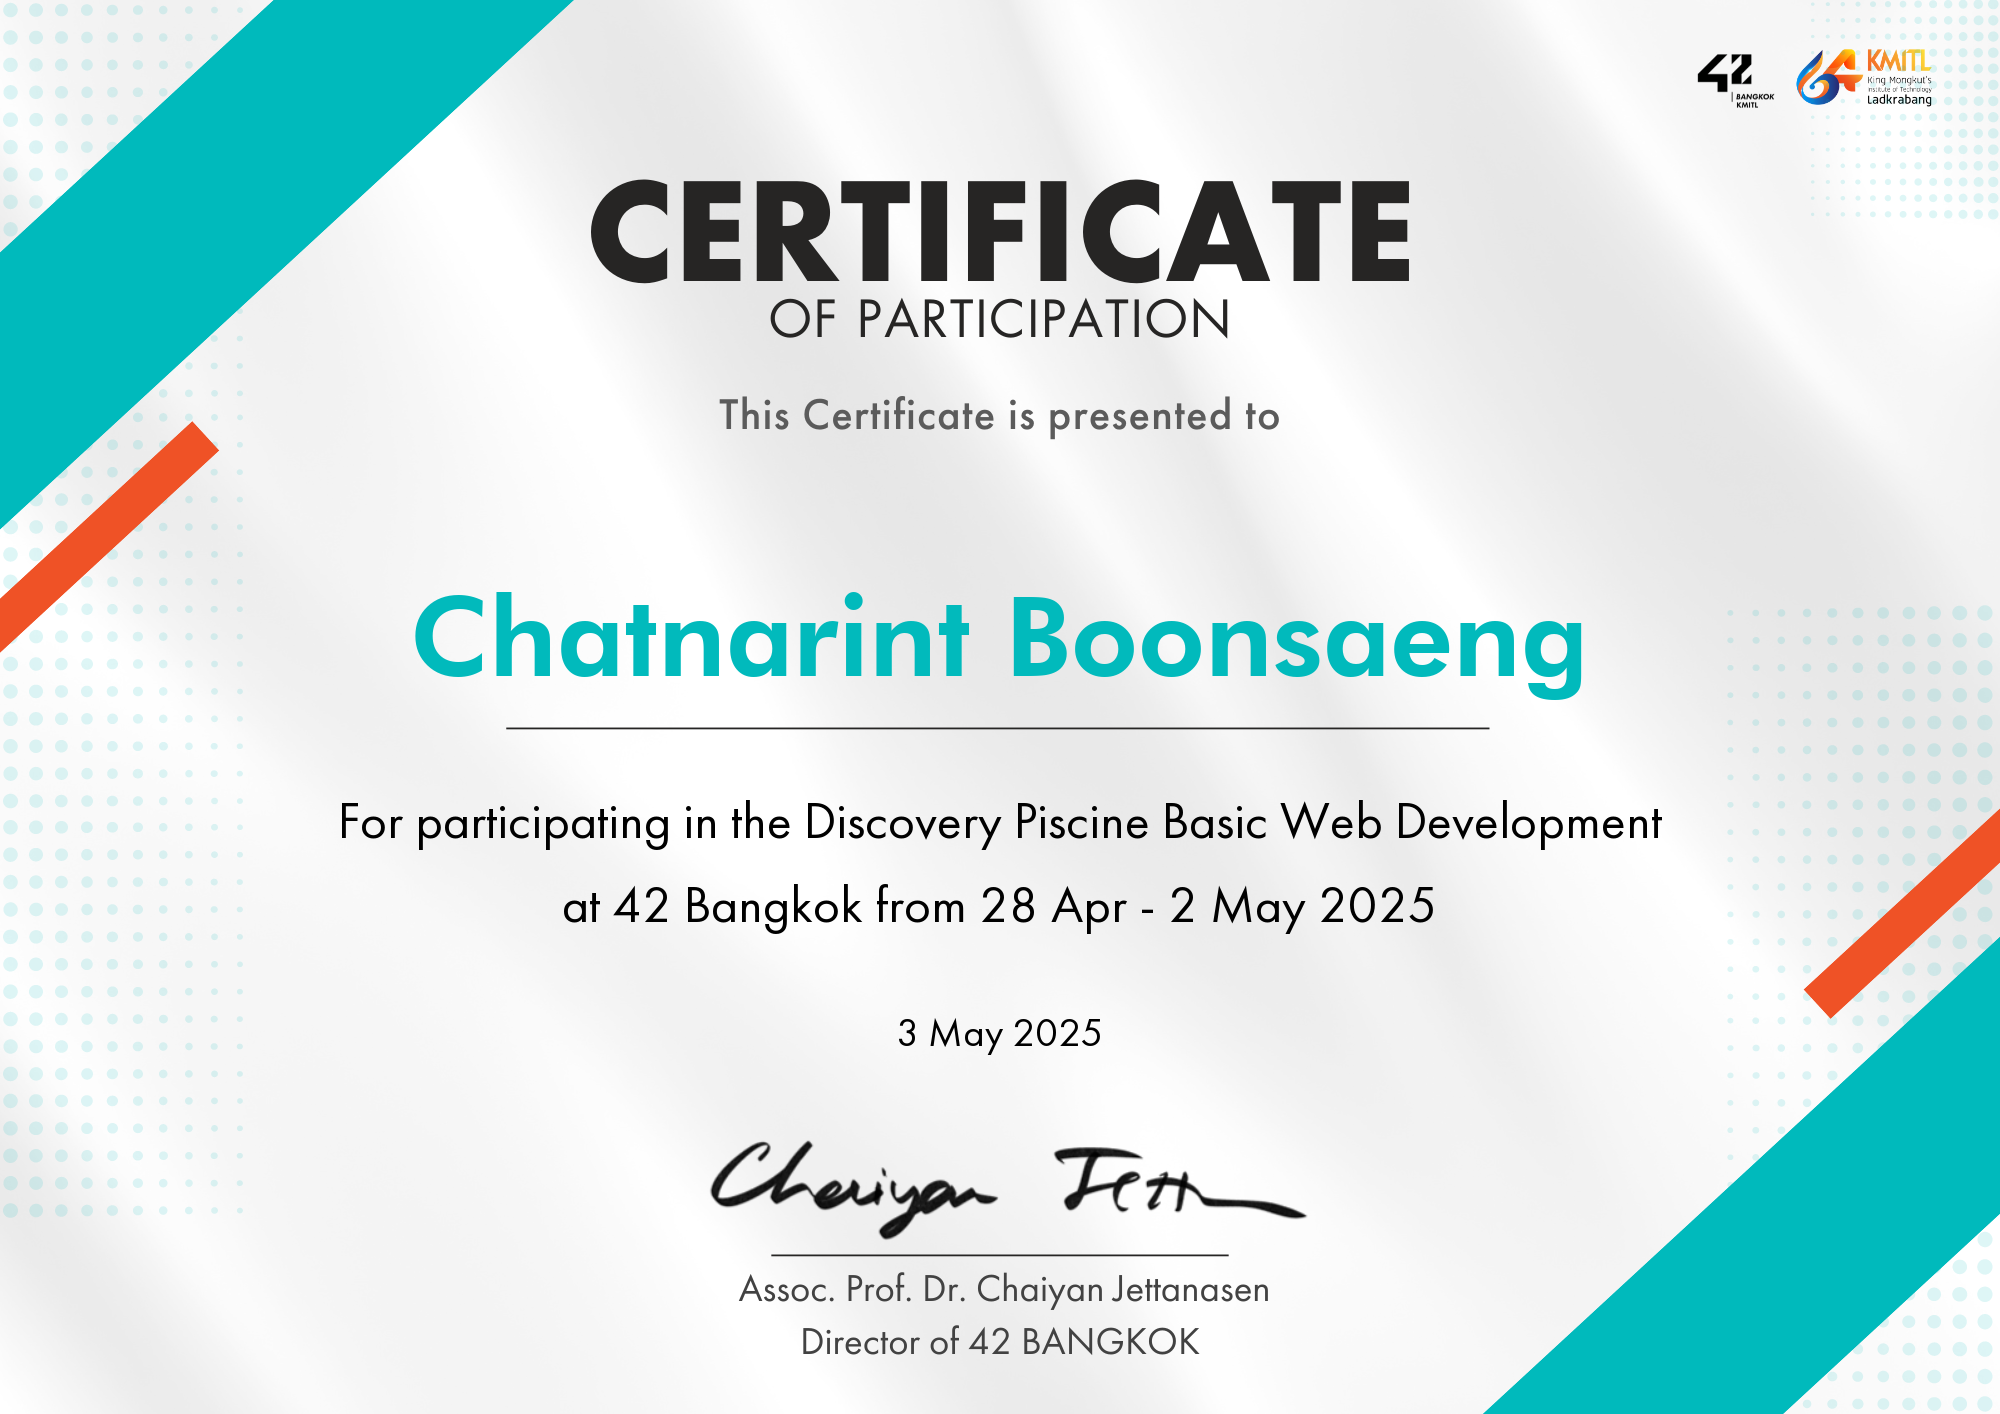 42
BANGKOK
KMITL
64
KMITL
King Mongkut's
Institute of Technology
Ladkrabang
CERTIFICATE
OF PARTICIPATION
This Certificate is presented to
Chatnarint Boonsaeng
For participating in the Discovery Piscine Basic Web Development
at 42 Bangkok from 28 Apr - 2 May 2025
3 May 2025
Chaiyan Jett
Assoc. Prof. Dr. Chaiyan Jettanasen
Director of 42 BANGKOK